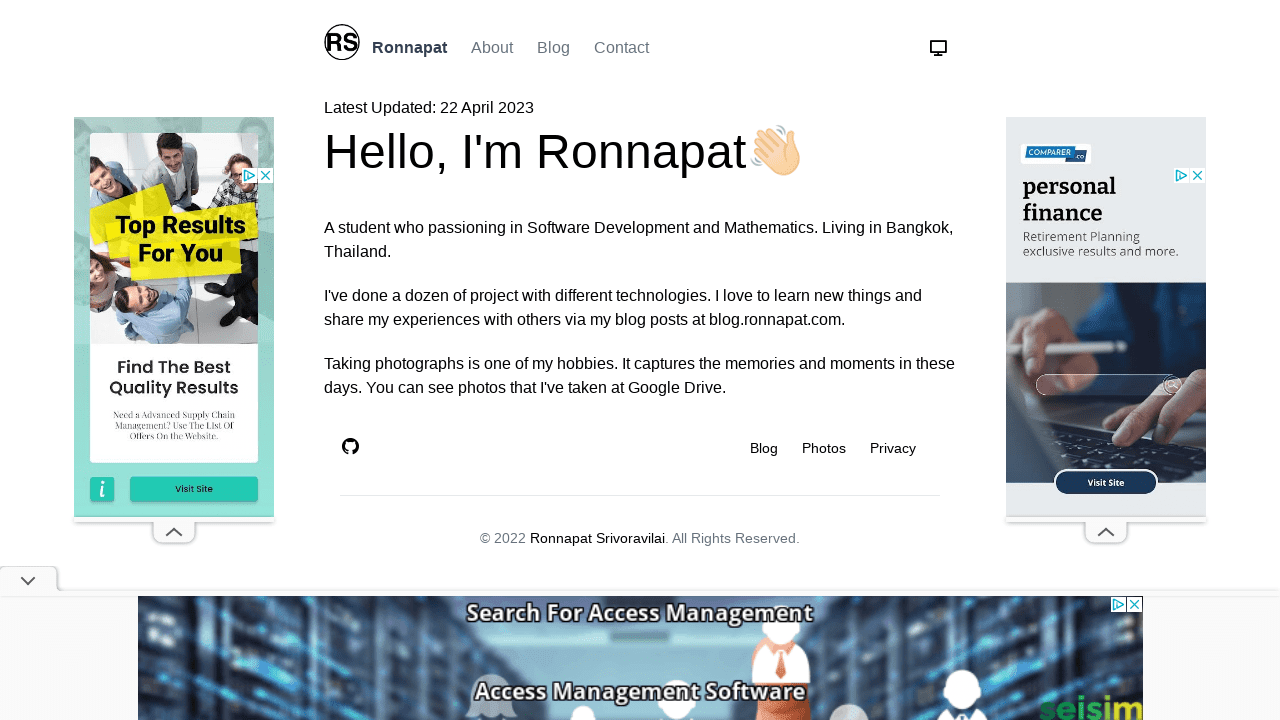 RS Ronnapat About Blog Contact
Latest Updated: 22 April 2023
Hello, I'm Ronnapat
A student who passioning in Software Development and Mathematics. Living in Bangkok,
Thailand.
I've done a dozen of project with different technologies. I love to learn new things and
share my experiences with others via my blog posts at blog.ronnapat.com.
Taking photographs is one of my hobbies. It captures the memories and moments in these
days. You can see photos that I've taken at Google Drive.
Blog Photos Privacy
© 2022 Ronnapat Srivoravilai. All Rights Reserved.
Top Results
For You
Find The Best
Quality Results
Need a Advanced Supply Chain
Management? Use The LIst Of
Offers On the Website.
i Visit Site
COMPARER
.co
personal
finance
Retirement Planning
exclusive results and more.
Visit Site
Search For Access Management
Access Management Software
seisim